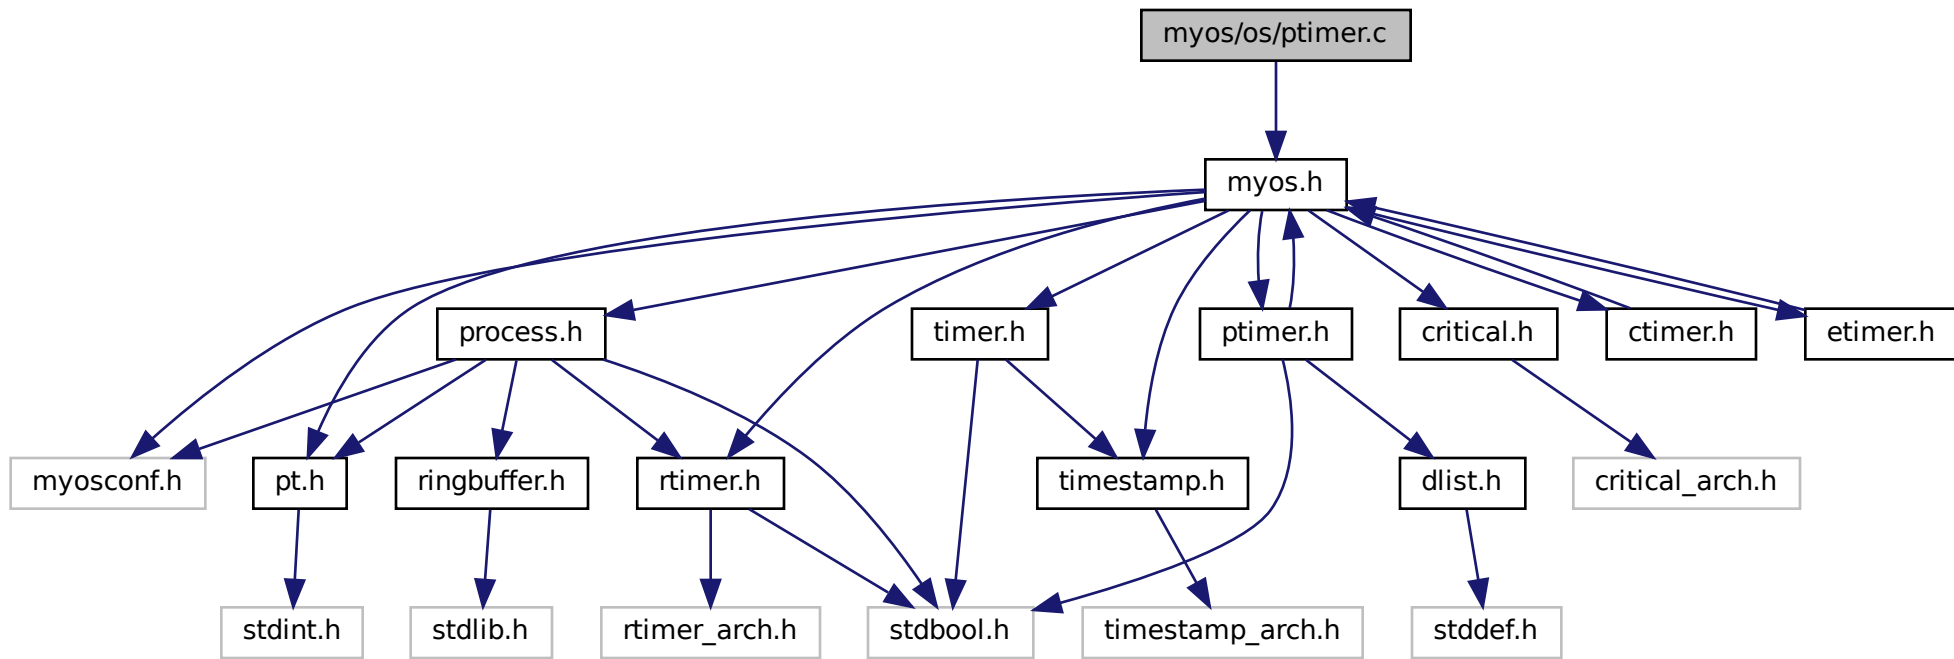 myos/os/ptimer.c
myos.h
process.h
timer.h
ptimer.h
critical.h
ctimer.h
etimer.h
myosconf.h
pt.h
ringbuffer.h
rtimer.h
timestamp.h
dlist.h
critical_arch.h
stdint.h
stdlib.h
rtimer_arch.h
stdbool.h
timestamp_arch.h
stddef.h